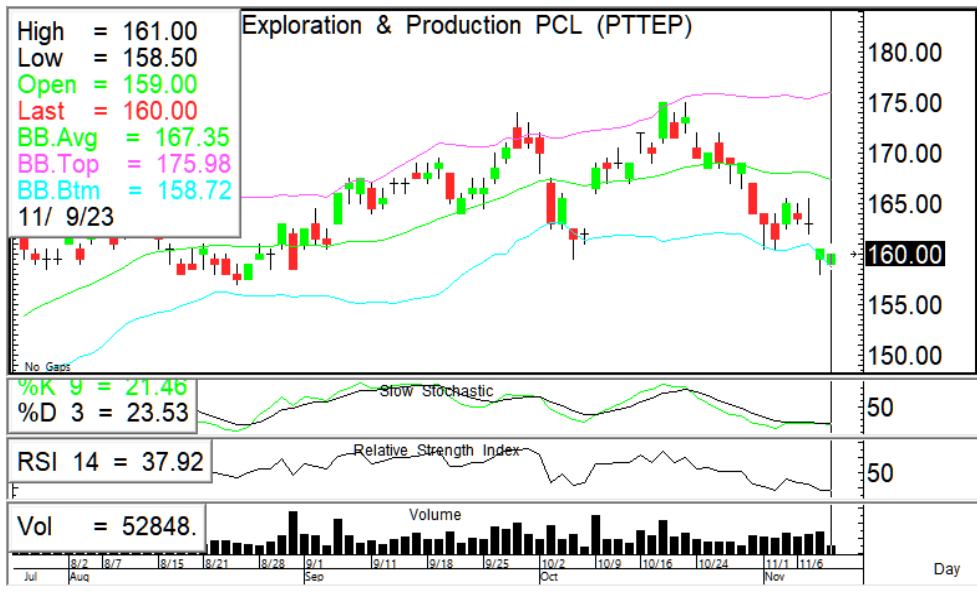 Exploration & Production PCL (PTTEP)
High = 161.00
Low = 158.50
Open = 159.00
Last = 160.00
BB.Avg = 167.35
BB.Top = 175.98
BB.Btm = 158.72
11/ 9/23
180.00
175.00
170.00
165.00
160.00
155.00
150.00
No Gaps
%K 9 = 21.46
%D 3 = 23.53
Slow Stochastic
50
RSI 14 = 37.92
Relative Strength Index
50
Vol = 52848.
Volume
8/2 8/7 8/15 8/21 8/28 9/1 9/11 9/18 9/25 10/2 10/9 10/16 10/24 11/1 11/6
Jul Aug Sep Oct Nov
Day